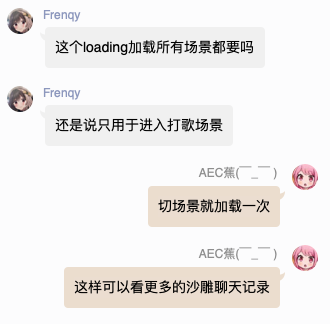 Frenqy
这个loading加载所有场景都要吗
Frenqy
还是说只用于进入打歌场景
AEC蕉(￣_￣ )
切场景就加载一次
AEC蕉(￣_￣ )
这样可以看更多的沙雕聊天记录